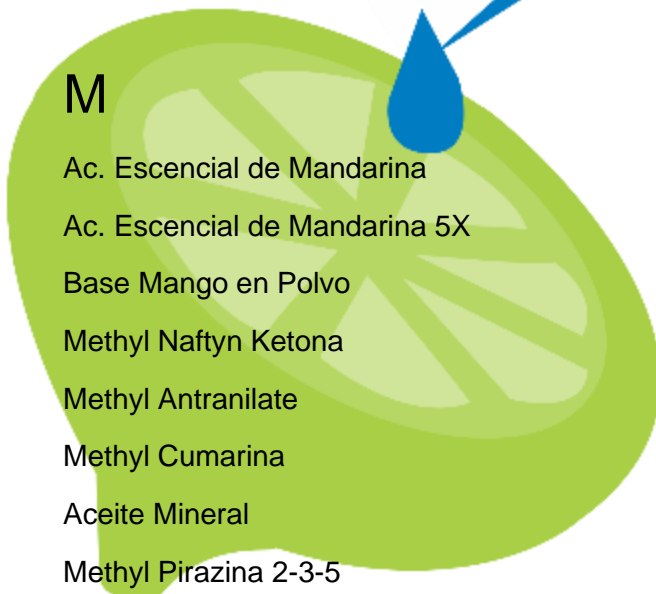 M
Ac. Escencial de Mandarina
Ac. Escencial de Mandarina 5X
Base Mango en Polvo
Methyl Naftyn Ketona
Methyl Antranilate
Methyl Cumarina
Aceite Mineral
Methyl Pirazina 2-3-5